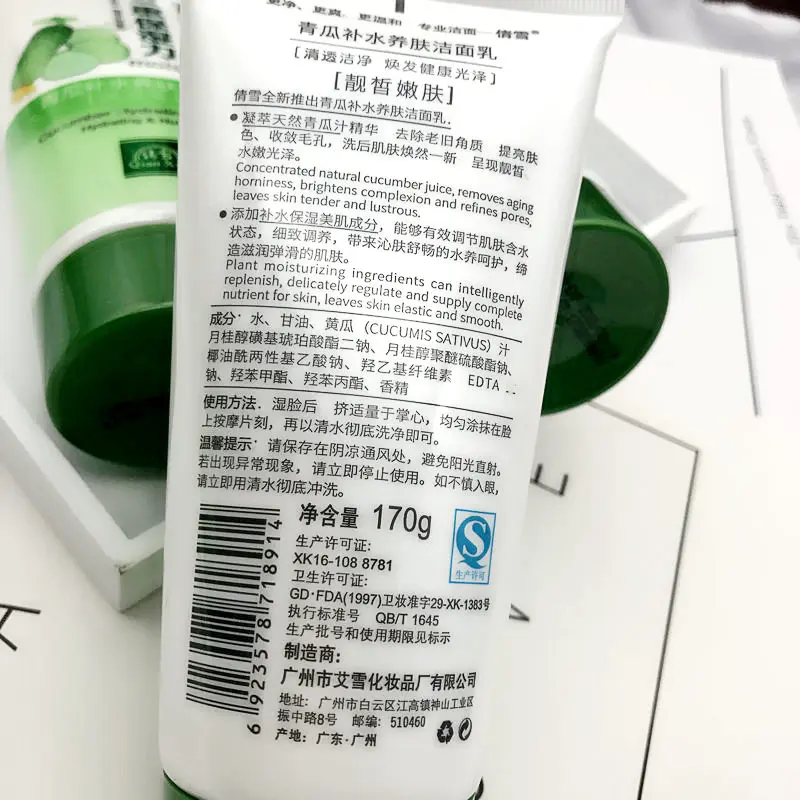 更净、更爽、更温和 专业洁面—倩雪®
青瓜补水养肤洁面乳
[清透洁净 焕发健康光泽]
[靓皙嫩肤]
倩雪全新推出青瓜补水养肤洁面乳.
●凝萃天然青瓜汁精华 去除老旧角质 提亮肤
色、收敛毛孔，洗后肌肤焕然一新 呈现靓皙
水嫩光泽。
Concentrated natural cucumber juice, removes aging
horniness, brightens complexion and refines pores,
leaves skin tender and lustrous.
●添加补水保湿美肌成分，能够有效调节肌肤含水
状态，细致调养，带来沁肤舒畅的水养呵护，缔
造滋润弹滑的肌肤。
Plant moisturizing ingredients can intelligently
replenish, delicately regulate and supply complete
nutrient for skin, leaves skin elastic and smooth.
成分：水、甘油、黄瓜（CUCUMIS SATIVUS）汁
月桂醇磺基琥珀酸酯二钠、月桂醇聚醚硫酸酯钠、
椰油酰两性基乙酸钠、羟乙基纤维素 EDTA
钠、羟苯甲酯、羟苯丙酯、香精
使用方法：湿脸后 挤适量于掌心，均匀涂抹在脸
上按摩片刻，再以清水彻底洗净即可。
温馨提示：请保存在阴凉通风处，避免阳光直射。
若出现异常现象，请立即停止使用。如不慎入眼，
请立即用清水彻底冲洗。
净含量 170g
生产许可证:
XK16-108 8781
卫生许可证:
GD·FDA(1997)卫妆准字29-XK-1383号
执行标准号 QB/T 1645
生产批号和使用期限见标示
生产许可
制造商:
广州市艾雪化妆品厂有限公司
地址: 广州市白云区江高镇神山工业区
振中路8号 邮编: 510460
产地: 广东·广州
6 923578 718914